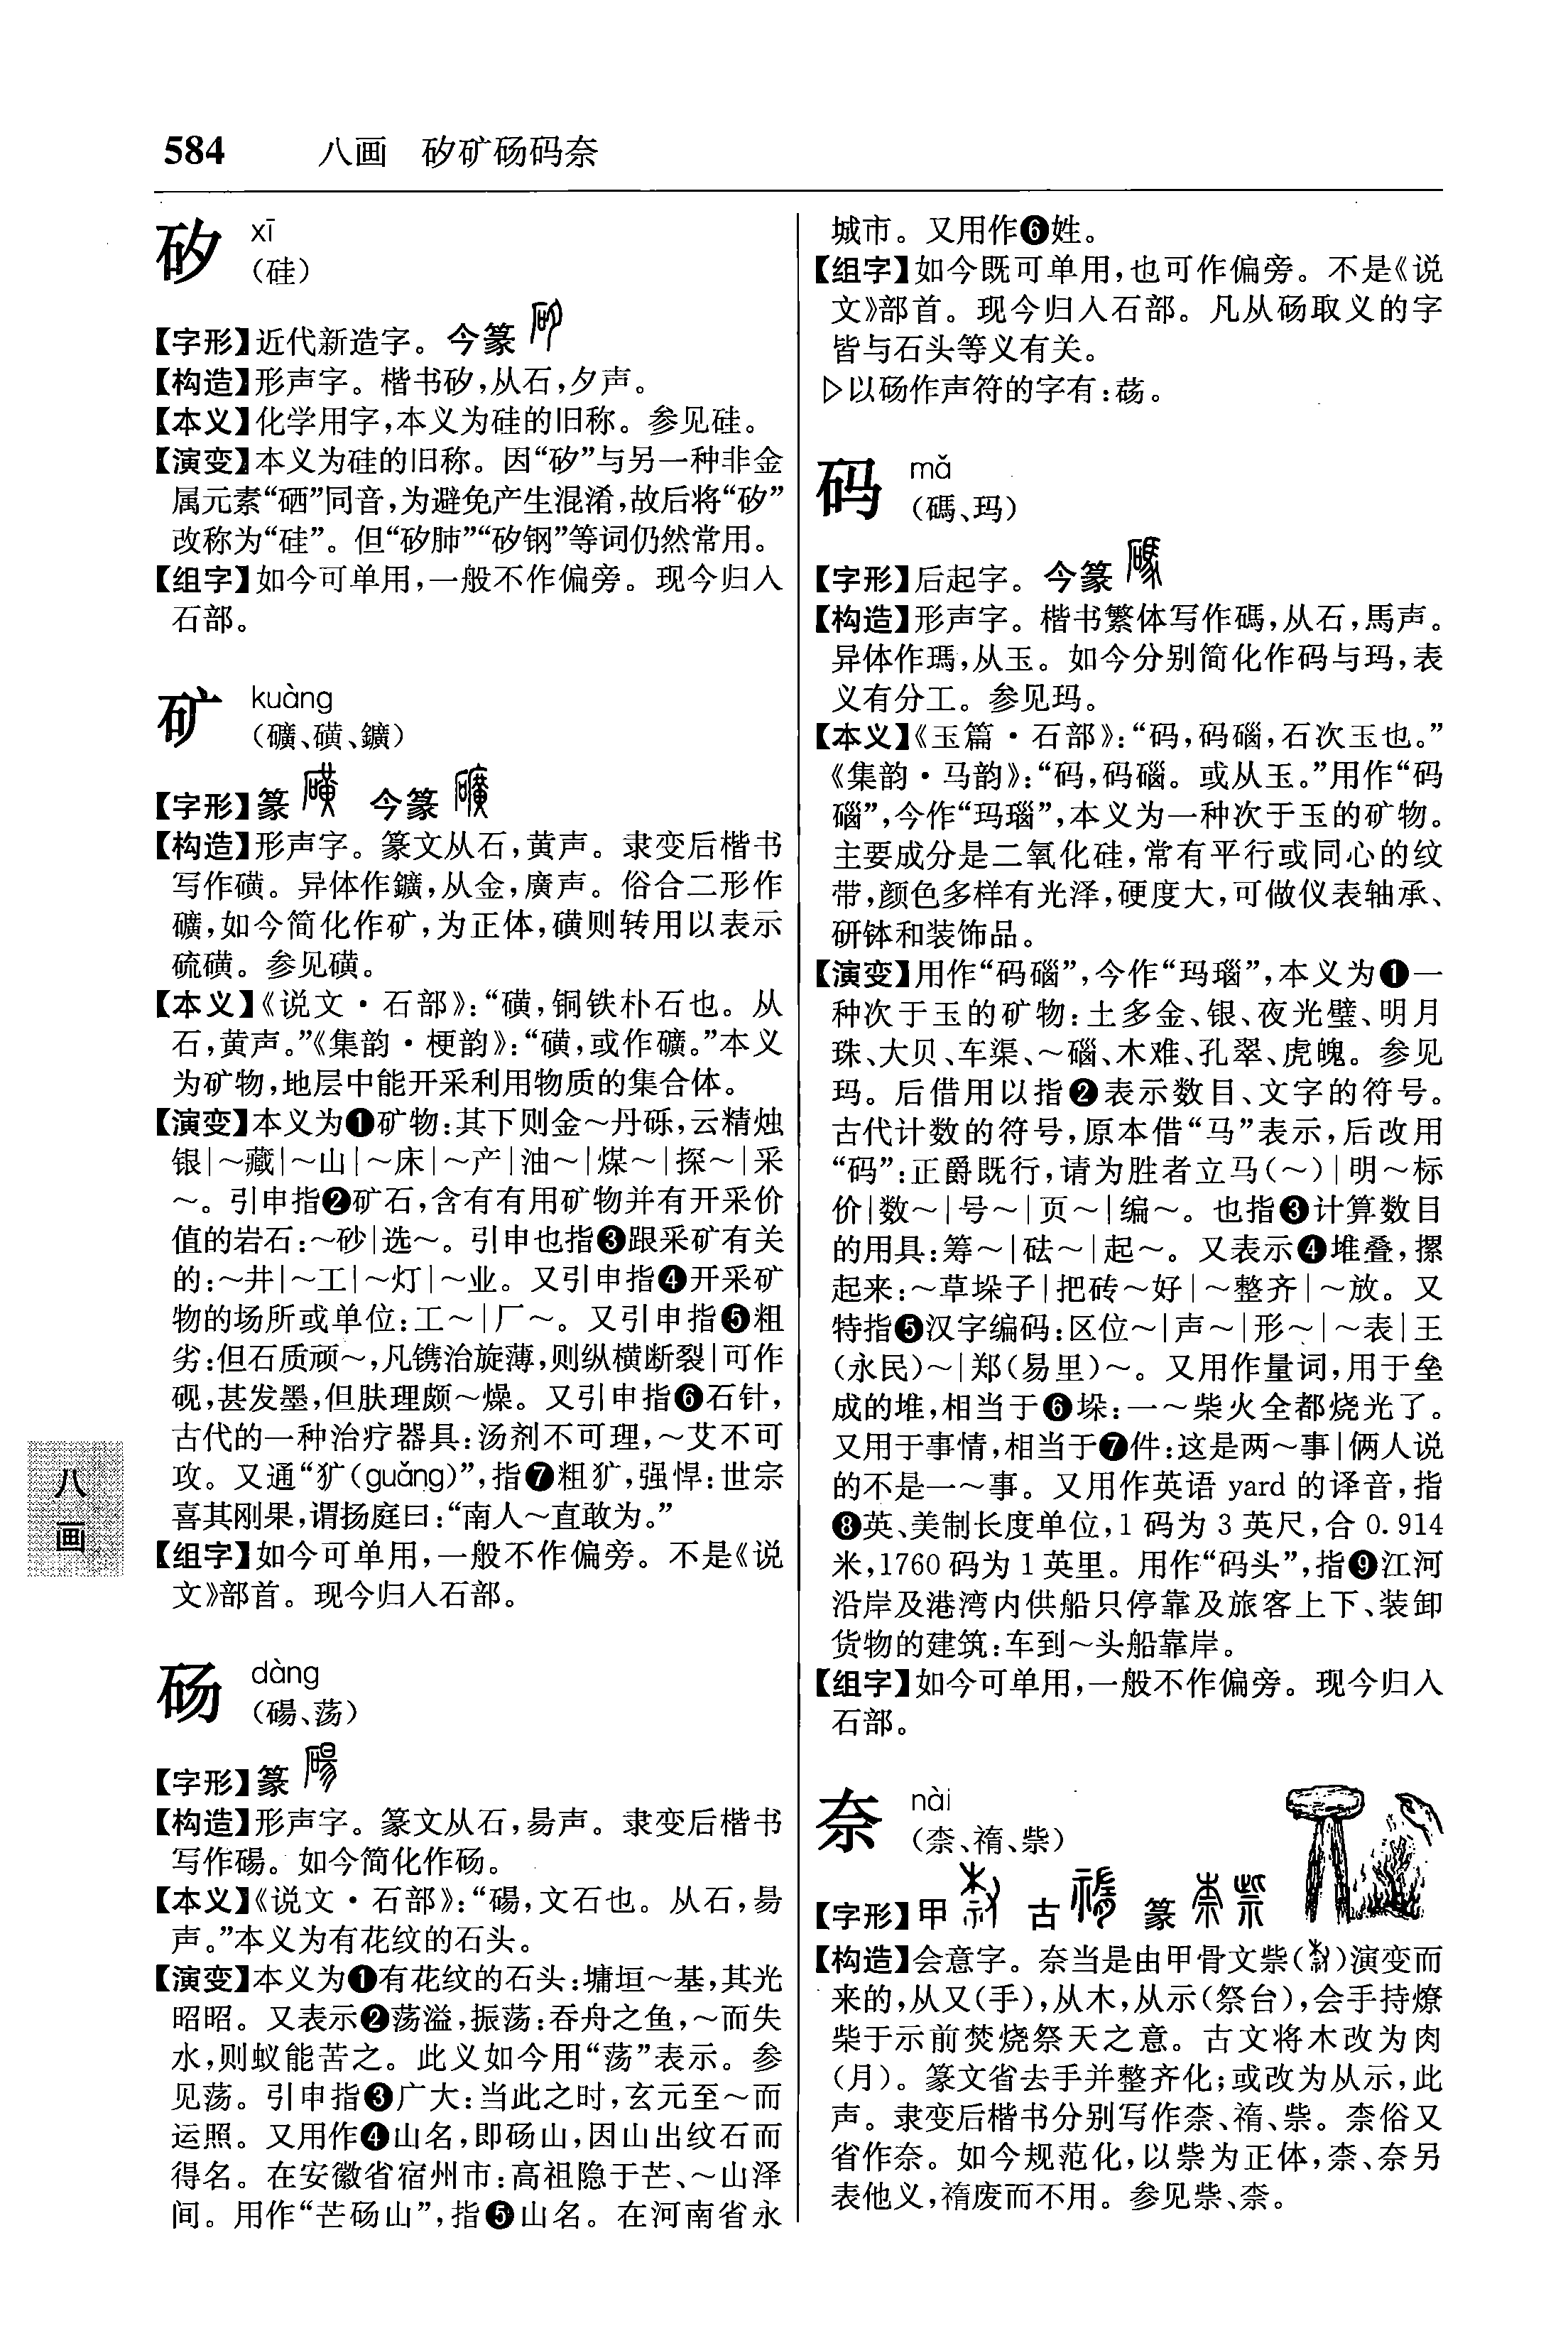 584 八画 矽矿砀码奈
矽 xī
（硅）
【字形】近代新造字。今篆
【构造】形声字。楷书矽，从石，夕声。
【本义】化学用字，本义为硅的旧称。参见硅。
【演变】本义为硅的旧称。因“矽”与另一种非金
属元素“硒”同音，为避免产生混淆，故后将“矽”
改称为“硅”。但“矽肺”“矽钢”等词仍然常用。
【组字】如今可单用，一般不作偏旁。现今归入
石部。
矿 kuàng
（礦、磺、鑛）
【字形】篆 今篆
【构造】形声字。篆文从石，黄声。隶变后楷书
写作磺。异体作鑛，从金，廣声。俗合二形作
礦，如今简化作矿，为正体，磺则转用以表示
硫磺。参见磺。
【本义】《说文·石部》：“磺，铜铁朴石也。从
石，黄声。”《集韵·梗韵》：“磺，或作礦。”本义
为矿物，地层中能开采利用物质的集合体。
【演变】本义为❶矿物：其下则金～丹砾，云精烛
银|～藏|～山|～床|～产|油～|煤～|探～|采
～。引申指❷矿石，含有有用矿物并有开采价
值的岩石：～砂|选～。引申也指❸跟采矿有关
的：～井|～工|～灯|～业。又引申指❹开采矿
物的场所或单位：工～|厂～。又引申指❺粗
劣：但石质顽～，凡镌治旋薄，则纵横断裂|可作
砚，甚发墨，但肤理颇～燥。又引申指❻石针，
古代的一种治疗器具：汤剂不可理，～艾不可
攻。又通“犷（guǎng）”，指❼粗犷，强悍：世宗
喜其刚果，谓扬庭曰：“南人～直敢为。”
【组字】如今可单用，一般不作偏旁。不是《说
文》部首。现今归入石部。
砀 dàng
（碭、荡）
【字形】篆
【构造】形声字。篆文从石，昜声。隶变后楷书
写作碭。如今简化作砀。
【本义】《说文·石部》：“碭，文石也。从石，昜
声。”本义为有花纹的石头。
【演变】本义为❶有花纹的石头：墉垣～基，其光
昭昭。又表示❷荡溢，振荡：吞舟之鱼，～而失
水，则蚁能苦之。此义如今用“荡”表示。参
见荡。引申指❸广大：当此之时，玄元至～而
运照。又用作❹山名，即砀山，因山出纹石而
得名。在安徽省宿州市：高祖隐于芒、～山泽
间。用作“芒砀山”，指❺山名。在河南省永
城市。又用作❻姓。
【组字】如今既可单用，也可作偏旁。不是《说
文》部首。现今归入石部。凡从砀取义的字
皆与石头等义有关。
▷以砀作声符的字有：㼒。
码 mǎ
（碼、玛）
【字形】后起字。今篆
【构造】形声字。楷书繁体写作碼，从石，馬声。
异体作瑪，从玉。如今分别简化作码与玛，表
义有分工。参见玛。
【本义】《玉篇·石部》：“码，码碯，石次玉也。”
《集韵·马韵》：“码，码碯。或从玉。”用作“码
碯”，今作“玛瑙”，本义为一种次于玉的矿物。
主要成分是二氧化硅，常有平行或同心的纹
带，颜色多样有光泽，硬度大，可做仪表轴承、
研钵和装饰品。
【演变】用作“码碯”，今作“玛瑙”，本义为❶一
种次于玉的矿物：土多金、银、夜光璧、明月
珠、大贝、车渠、～碯、木难、孔翠、虎魄。参见
玛。后借用以指❷表示数目、文字的符号。
古代计数的符号，原本借“马”表示，后改用
“码”：正爵既行，请为胜者立马（～）|明～标
价|数～|号～|页～|编～。也指❸计算数目
的用具：筹～|砝～|起～。又表示❹堆叠，摞
起来：～草垛子|把砖～好|～整齐|～放。又
特指❺汉字编码：区位～|声～|形～|～表|王
（永民）～|郑（易里）～。又用作量词，用于垒
成的堆，相当于❻垛：一～柴火全都烧光了。
又用于事情，相当于❼件：这是两～事|俩人说
的不是一～事。又用作英语 yard 的译音，指
❽英、美制长度单位，1 码为 3 英尺，合 0.914
米，1760 码为 1 英里。用作“码头”，指❾江河
沿岸及港湾内供船只停靠及旅客上下、装卸
货物的建筑：车到～头船靠岸。
【组字】如今可单用，一般不作偏旁。现今归入
石部。
奈 nài
（柰、䄕、祡）
【字形】甲 古 篆
【构造】会意字。奈当是由甲骨文祡（）演变而
来的，从又（手），从木，从示（祭台），会手持燎
柴于示前焚烧祭天之意。古文将木改为肉
（月）。篆文省去手并整齐化；或改为从示，此
声。隶变后楷书分别写作柰、䄕、祡。柰俗又
省作奈。如今规范化，以祡为正体，柰、奈另
表他义，䄕废而不用。参见祡、柰。
八
画